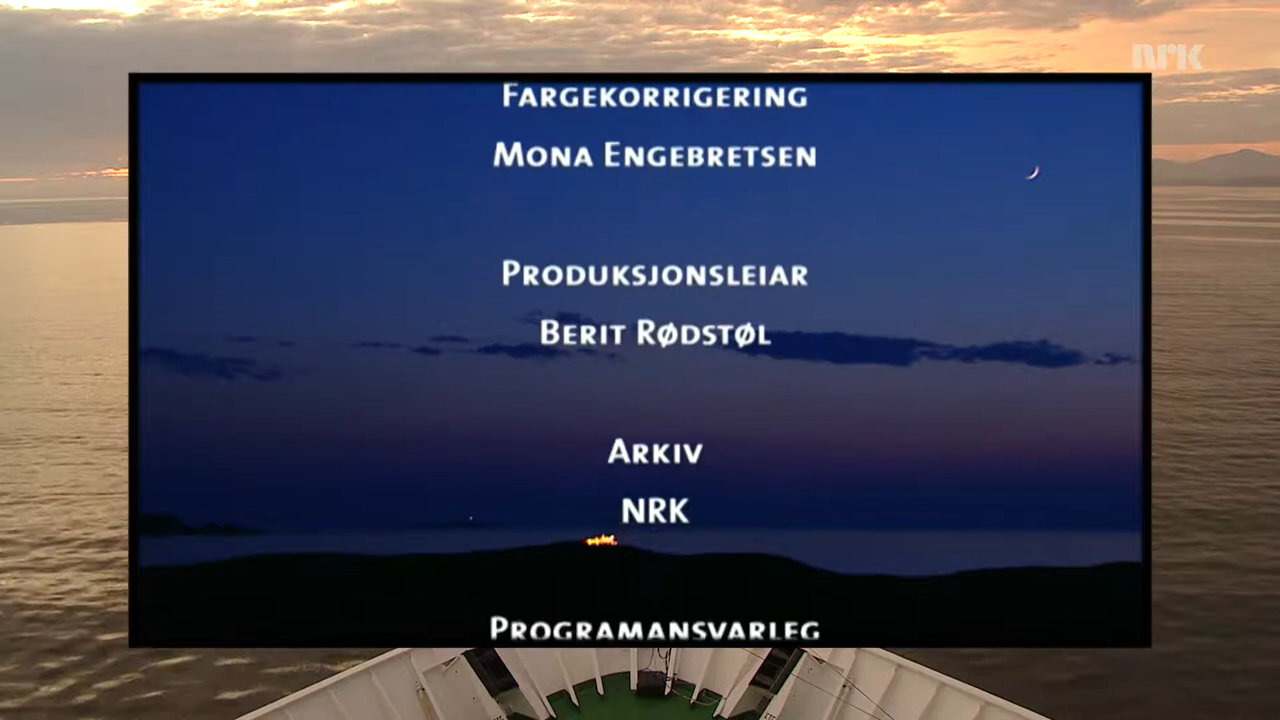 nrk
FARGEKORRIGERING
MONA ENGEBRETSEN
PRODUKSJONSLEIAR
BERIT RØDSTØL
ARKIV
NRK
PROGRAMANSVARLEG